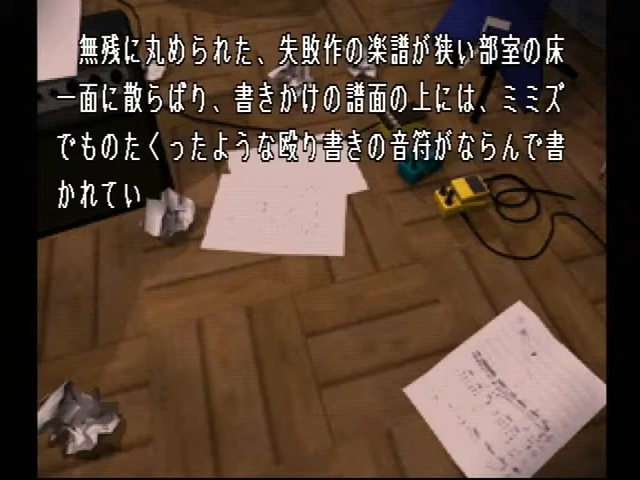 無残に丸められた、失敗作の楽譜が狭い部室の床
一面に散らばり、書きかけの譜面の上には、ミミズ
でものたくったような殴り書きの音符がならんで書
かれてい